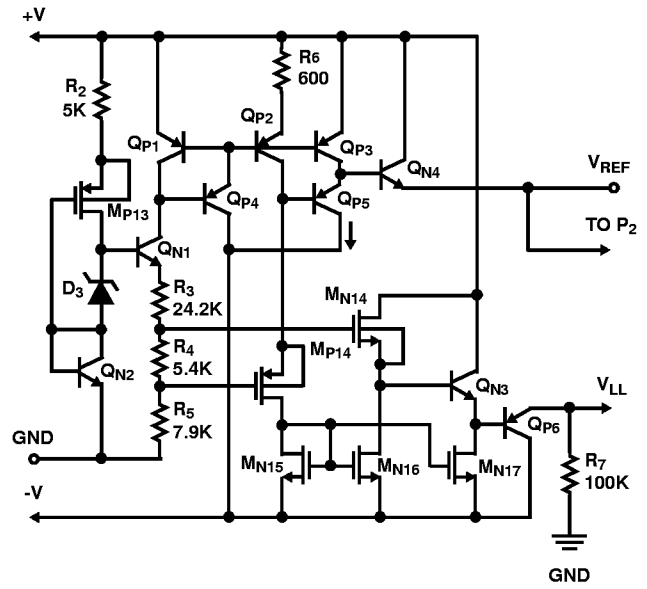 +V
R2
5K
R6
600
QP1
QP2
QP3
QN4
VREF
MP13
QP4
QP5
TO P2
QN1
D3
R3
24.2K
MN14
R4
5.4K
MP14
QN2
QN3
VLL
R5
7.9K
QP6
GND
MN15
MN16
MN17
R7
100K
-V
GND